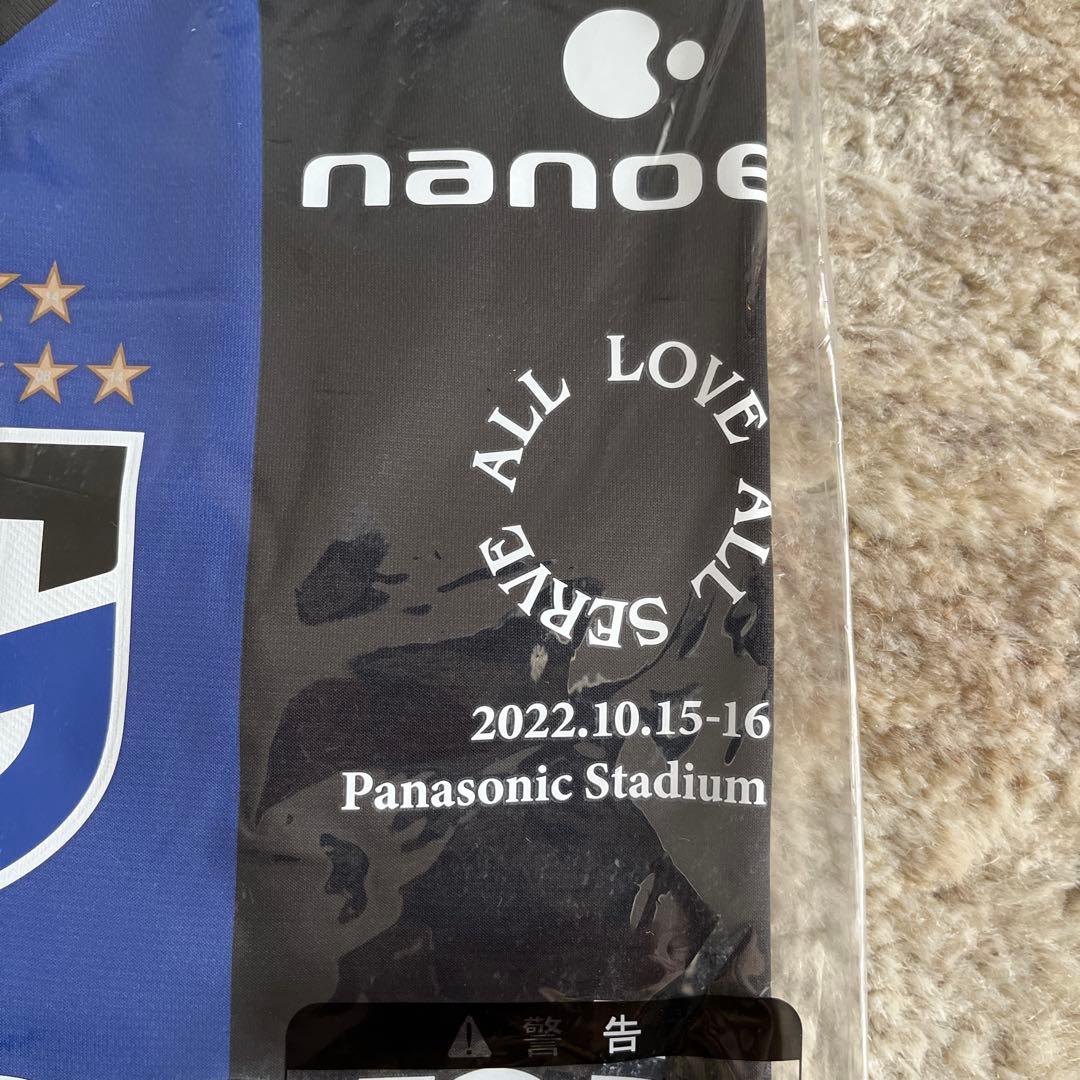 nanoe
LOVE ALL SERVE ALL
2022.10.15-16
Panasonic Stadium
警 告